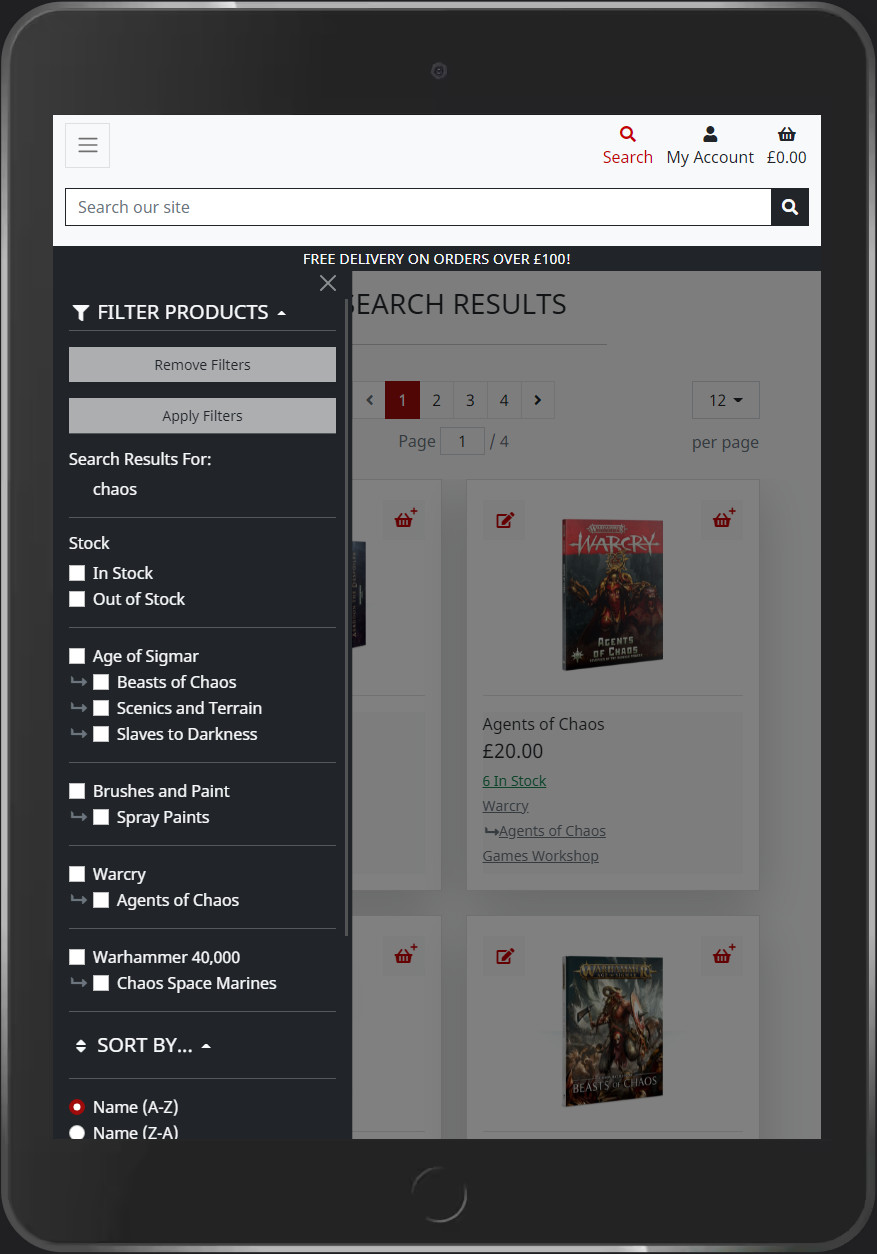 Search
My Account
£0.00
Search our site
FREE DELIVERY ON ORDERS OVER £100!
FILTER PRODUCTS
Remove Filters
Apply Filters
Search Results For:
chaos
Stock
In Stock
Out of Stock
Age of Sigmar
Beasts of Chaos
Scenics and Terrain
Slaves to Darkness
Brushes and Paint
Spray Paints
Warcry
Agents of Chaos
Warhammer 40,000
Chaos Space Marines
SORT BY...
Name (A-Z)
Name (Z-A)
SEARCH RESULTS
1 2 3 4
12
Page 1 / 4
per page
WARCRY
AGENTS
OF CHAOS
Agents of Chaos
£20.00
6 In Stock
Warcry
Agents of Chaos
Games Workshop
WARHAMMER
BEASTS OF CHAOS